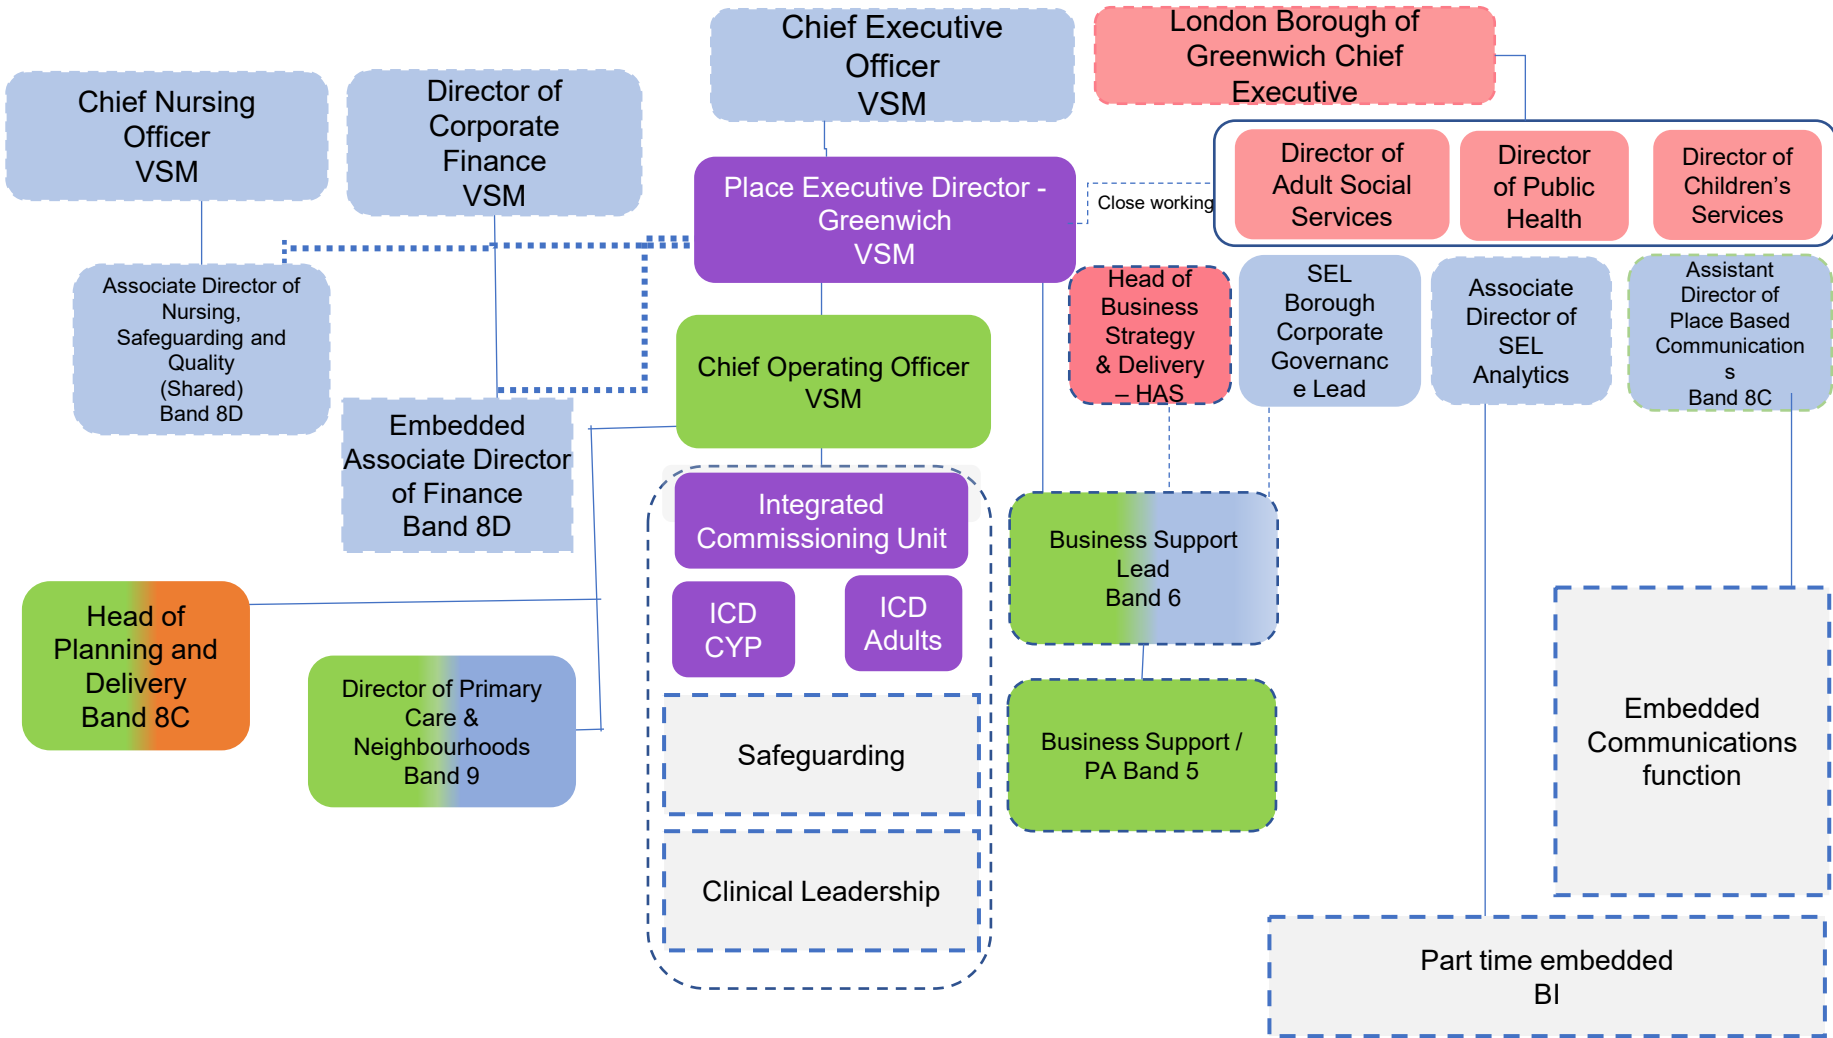 Chief Executive
Officer
VSM
London Borough of
Greenwich Chief
Executive
Chief Nursing
Officer
VSM
Director of
Corporate
Finance
VSM
Place Executive Director -
Greenwich
VSM
Close working
Director of
Adult Social
Services
Director
of Public
Health
Director of
Children’s
Services
Associate Director of
Nursing,
Safeguarding and
Quality
(Shared)
Band 8D
Embedded
Associate Director
of Finance
Band 8D
Chief Operating Officer
VSM
Head of
Business
Strategy
& Delivery
– HAS
SEL
Borough
Corporate
Governanc
e Lead
Associate
Director of
SEL
Analytics
Assistant
Director of
Place Based
Communication
s
Band 8C
Integrated
Commissioning Unit
ICD
CYP
ICD
Adults
Safeguarding
Clinical Leadership
Business Support
Lead
Band 6
Business Support /
PA Band 5
Head of
Planning and
Delivery
Band 8C
Director of Primary
Care &
Neighbourhoods
Band 9
Embedded
Communications
function
Part time embedded
BI